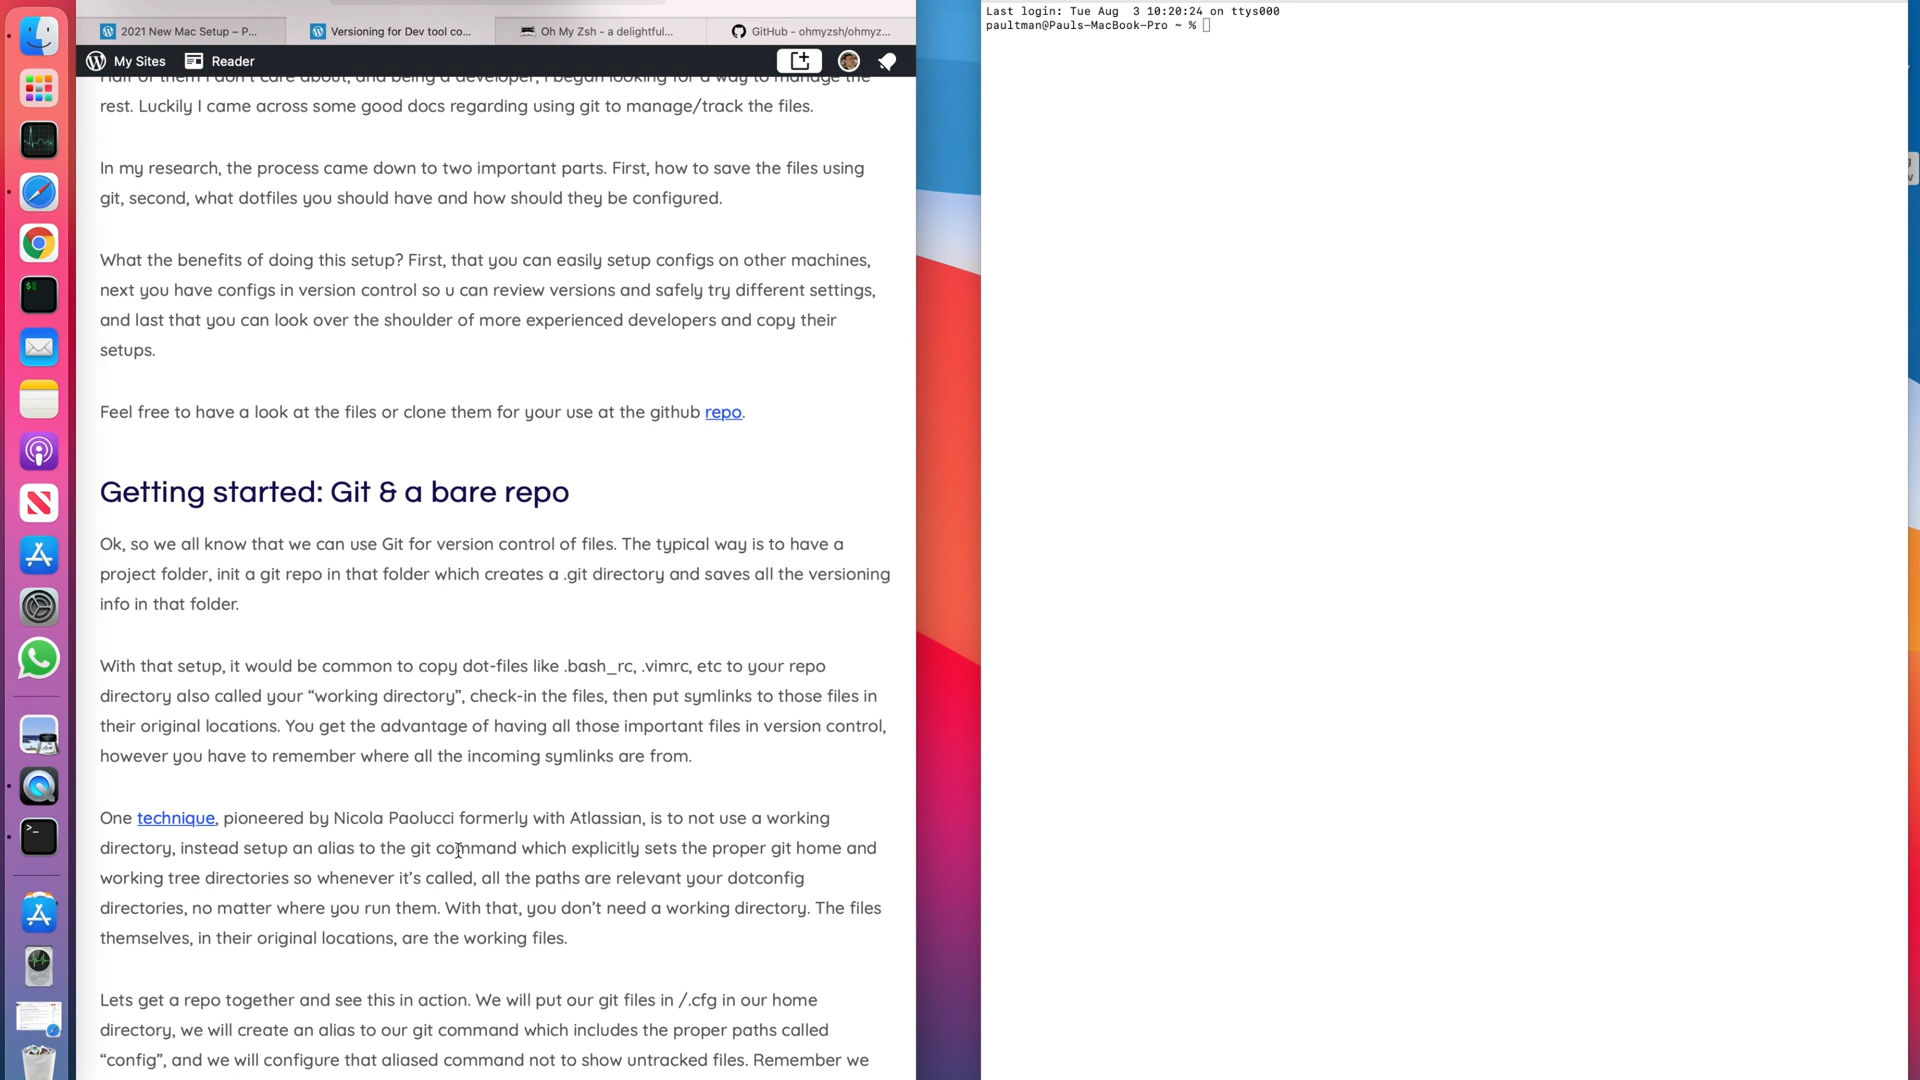 2021 New Mac Setup – P...
Versioning for Dev tool co...
Oh My Zsh - a delightful...
GitHub - ohmyzsh/ohmyz...
My Sites
Reader
Half of them I don't care about, and being a developer, I began looking for a way to manage the
rest. Luckily I came across some good docs regarding using git to manage/track the files.
In my research, the process came down to two important parts. First, how to save the files using
git, second, what dotfiles you should have and how should they be configured.
What the benefits of doing this setup? First, that you can easily setup configs on other machines,
next you have configs in version control so u can review versions and safely try different settings,
and last that you can look over the shoulder of more experienced developers and copy their
setups.
Feel free to have a look at the files or clone them for your use at the github repo.
Getting started: Git & a bare repo
Ok, so we all know that we can use Git for version control of files. The typical way is to have a
project folder, init a git repo in that folder which creates a .git directory and saves all the versioning
info in that folder.
With that setup, it would be common to copy dot-files like .bash_rc, .vimrc, etc to your repo
directory also called your “working directory”, check-in the files, then put symlinks to those files in
their original locations. You get the advantage of having all those important files in version control,
however you have to remember where all the incoming symlinks are from.
One technique, pioneered by Nicola Paolucci formerly with Atlassian, is to not use a working
directory, instead setup an alias to the git command which explicitly sets the proper git home and
working tree directories so whenever it’s called, all the paths are relevant your dotconfig
directories, no matter where you run them. With that, you don’t need a working directory. The files
themselves, in their original locations, are the working files.
Lets get a repo together and see this in action. We will put our git files in /.cfg in our home
directory, we will create an alias to our git command which includes the proper paths called
“config”, and we will configure that aliased command not to show untracked files. Remember we
Last login: Tue Aug  3 10:20:24 on ttys000
paultman@Pauls-MacBook-Pro ~ %